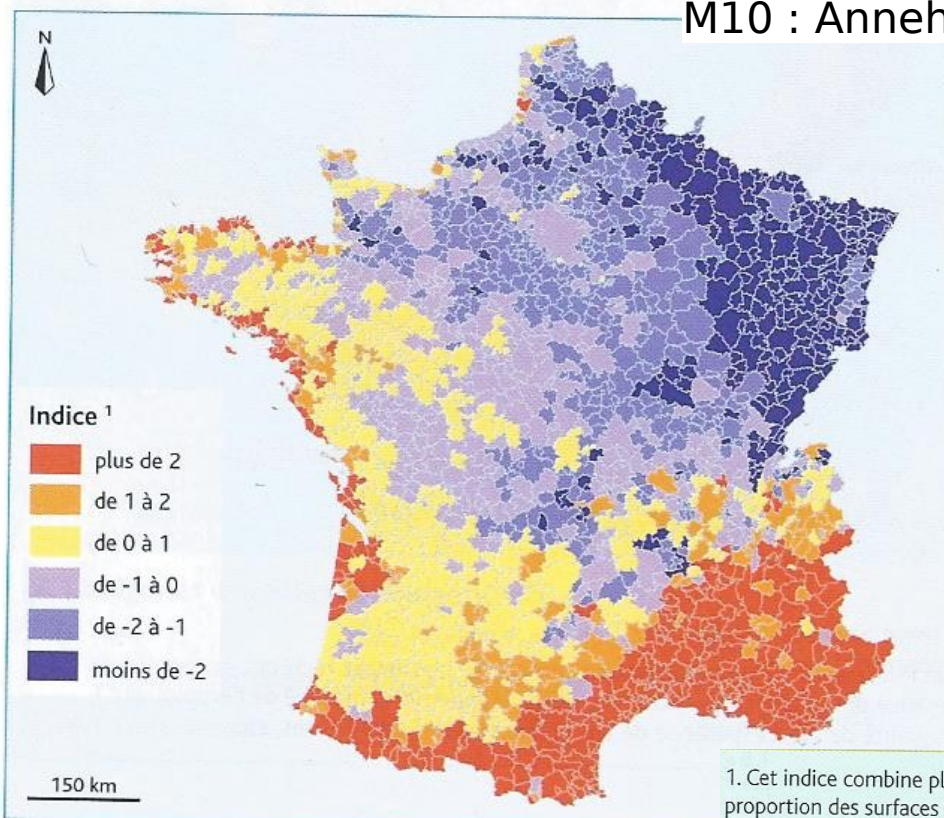 M10 : Anneh
N
Indice ¹
plus de 2
de 1 à 2
de 0 à 1
de -1 à 0
de -2 à -1
moins de -2
150 km
1. Cet indice combine pl
proportion des surfaces